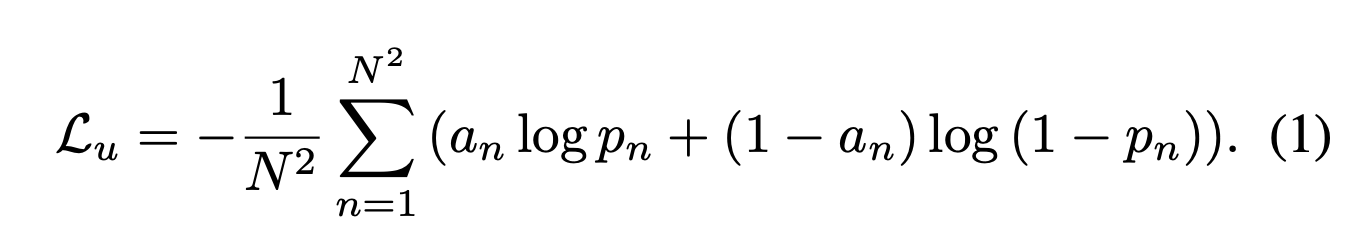 $\mathcal{L}_u = -\frac{1}{N^2} \sum_{n=1}^{N^2} (a_n \log p_n + (1 - a_n) \log (1 - p_n)).$ (1)